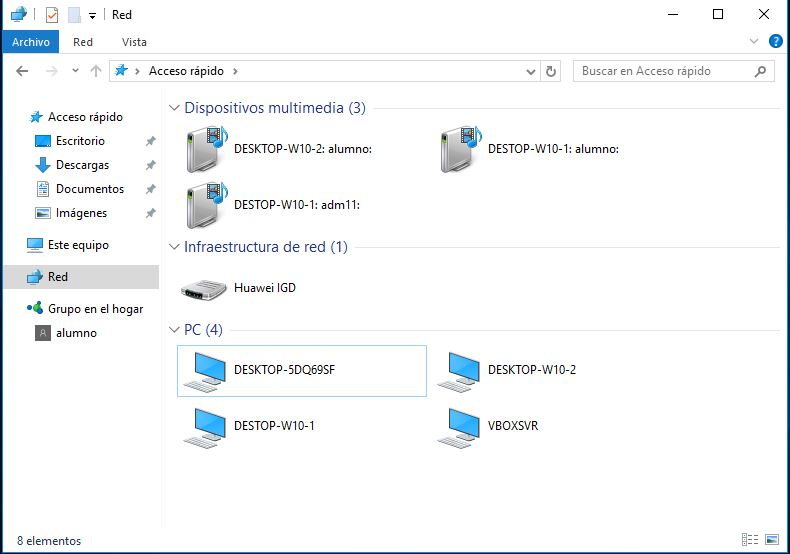 Red
Archivo Red Vista
Acceso rápido Buscar en Acceso rápido
Acceso rápido
Escritorio
Descargas
Documentos
Imágenes
Este equipo
Red
Grupo en el hogar
alumno
Dispositivos multimedia (3)
DESKTOP-W10-2: alumno: DESTOP-W10-1: alumno:
DESTOP-W10-1: adm11:
Infraestructura de red (1)
Huawei IGD
PC (4)
DESKTOP-5DQ69SF DESKTOP-W10-2
DESTOP-W10-1 VBOXSVR
8 elementos